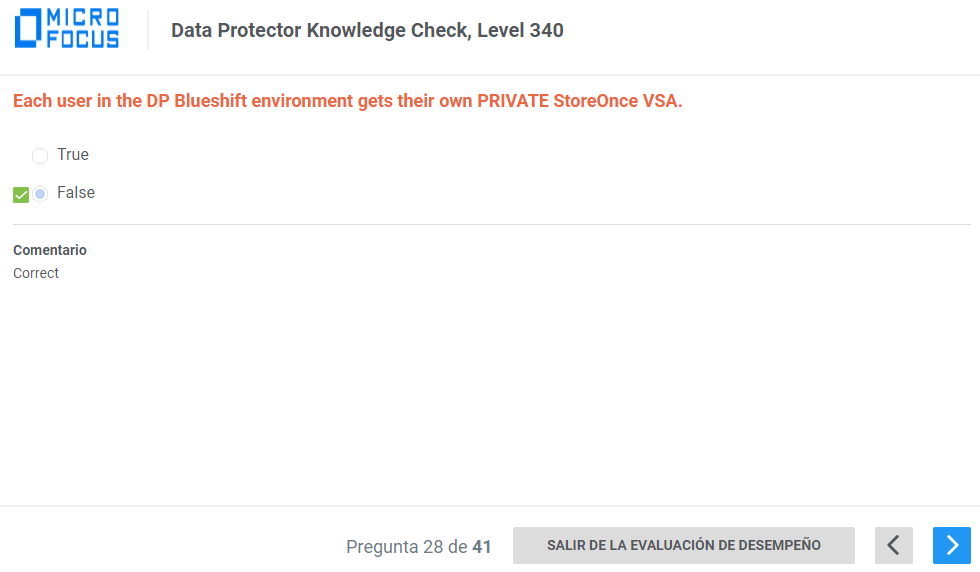 MICRO
FOCUS
Data Protector Knowledge Check, Level 340
Each user in the DP Blueshift environment gets their own PRIVATE StoreOnce VSA.
True
False
Comentario
Correct
Pregunta 28 de 41
SALIR DE LA EVALUACIÓN DE DESEMPEÑO